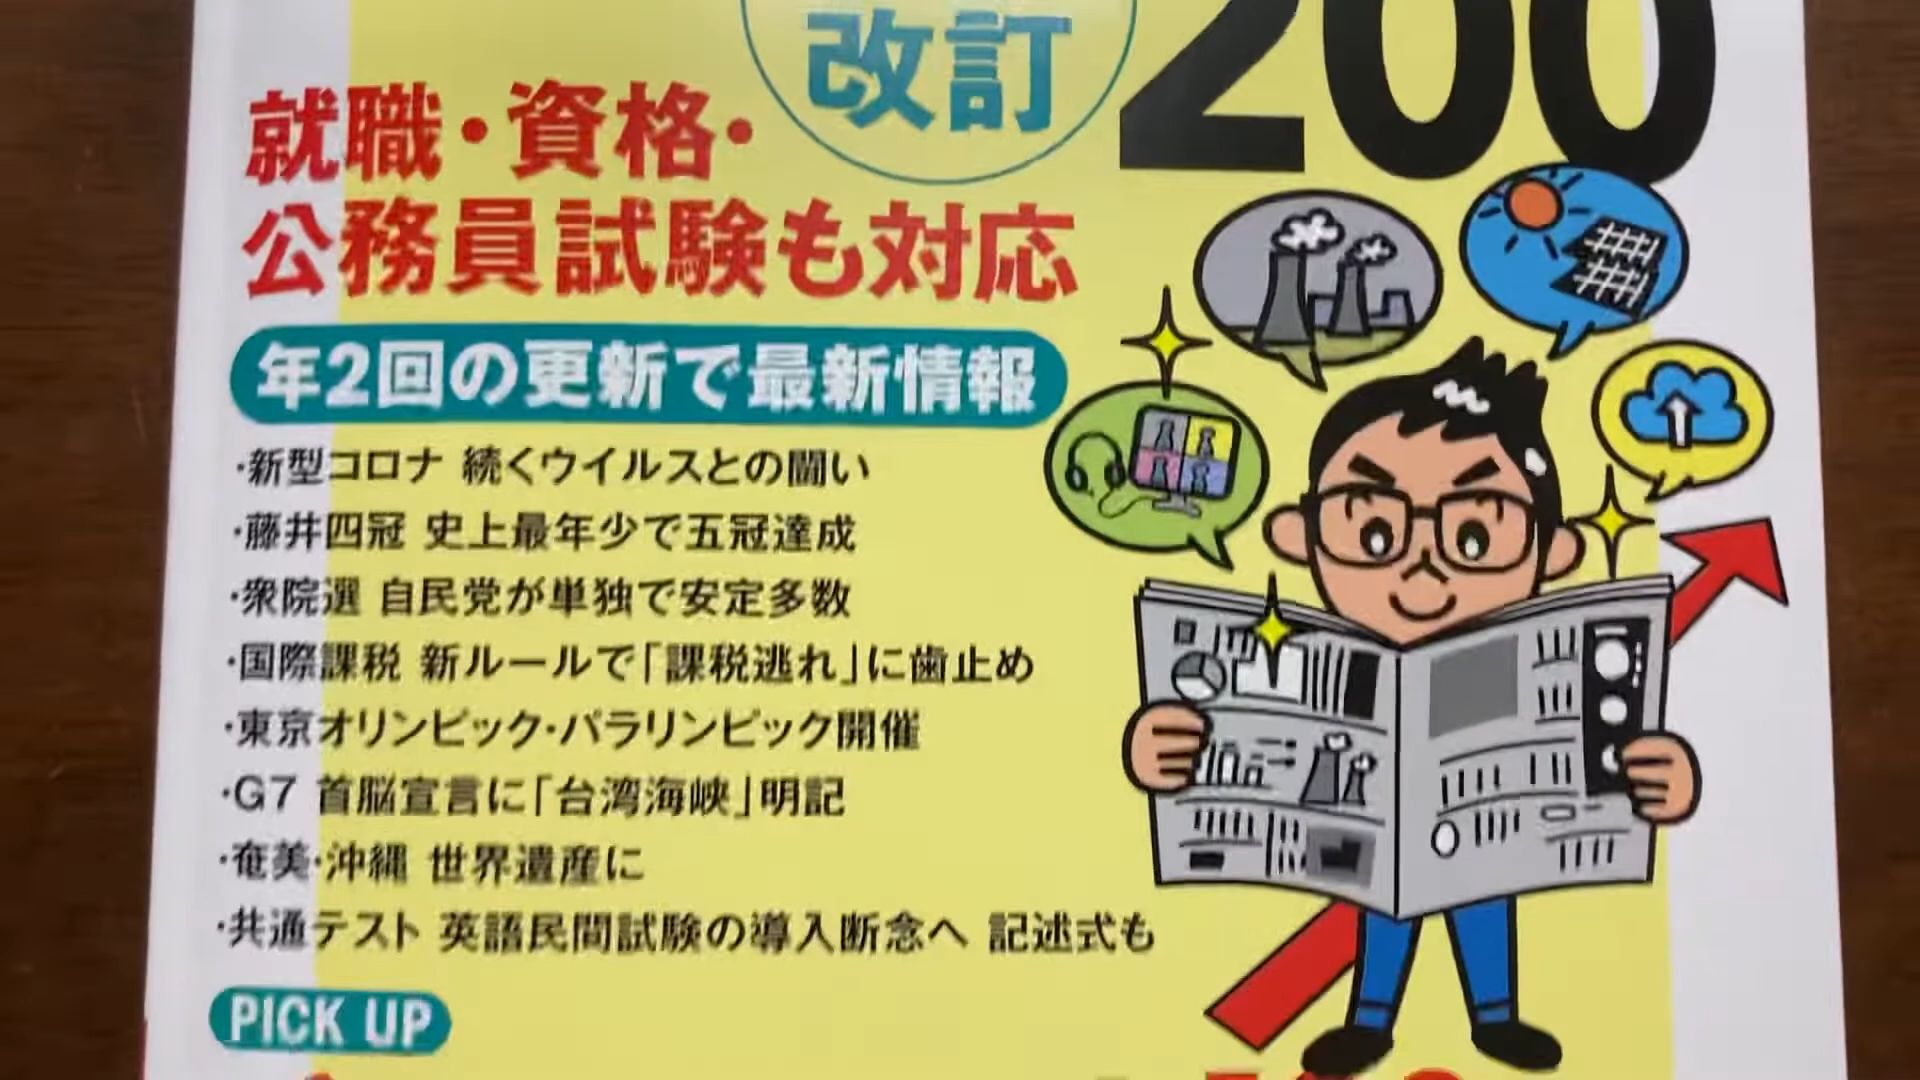 改訂
200
就職・資格・
公務員試験も対応
年2回の更新で最新情報
・新型コロナ 続くウイルスとの闘い
・藤井四冠 史上最年少で五冠達成
・衆院選 自民党が単独で安定多数
・国際課税 新ルールで「課税逃れ」に歯止め
・東京オリンピック・パラリンピック開催
・G7 首脳宣言に「台湾海峡」明記
・奄美・沖縄 世界遺産に
・共通テスト 英語民間試験の導入断念へ 記述式も
PICK UP